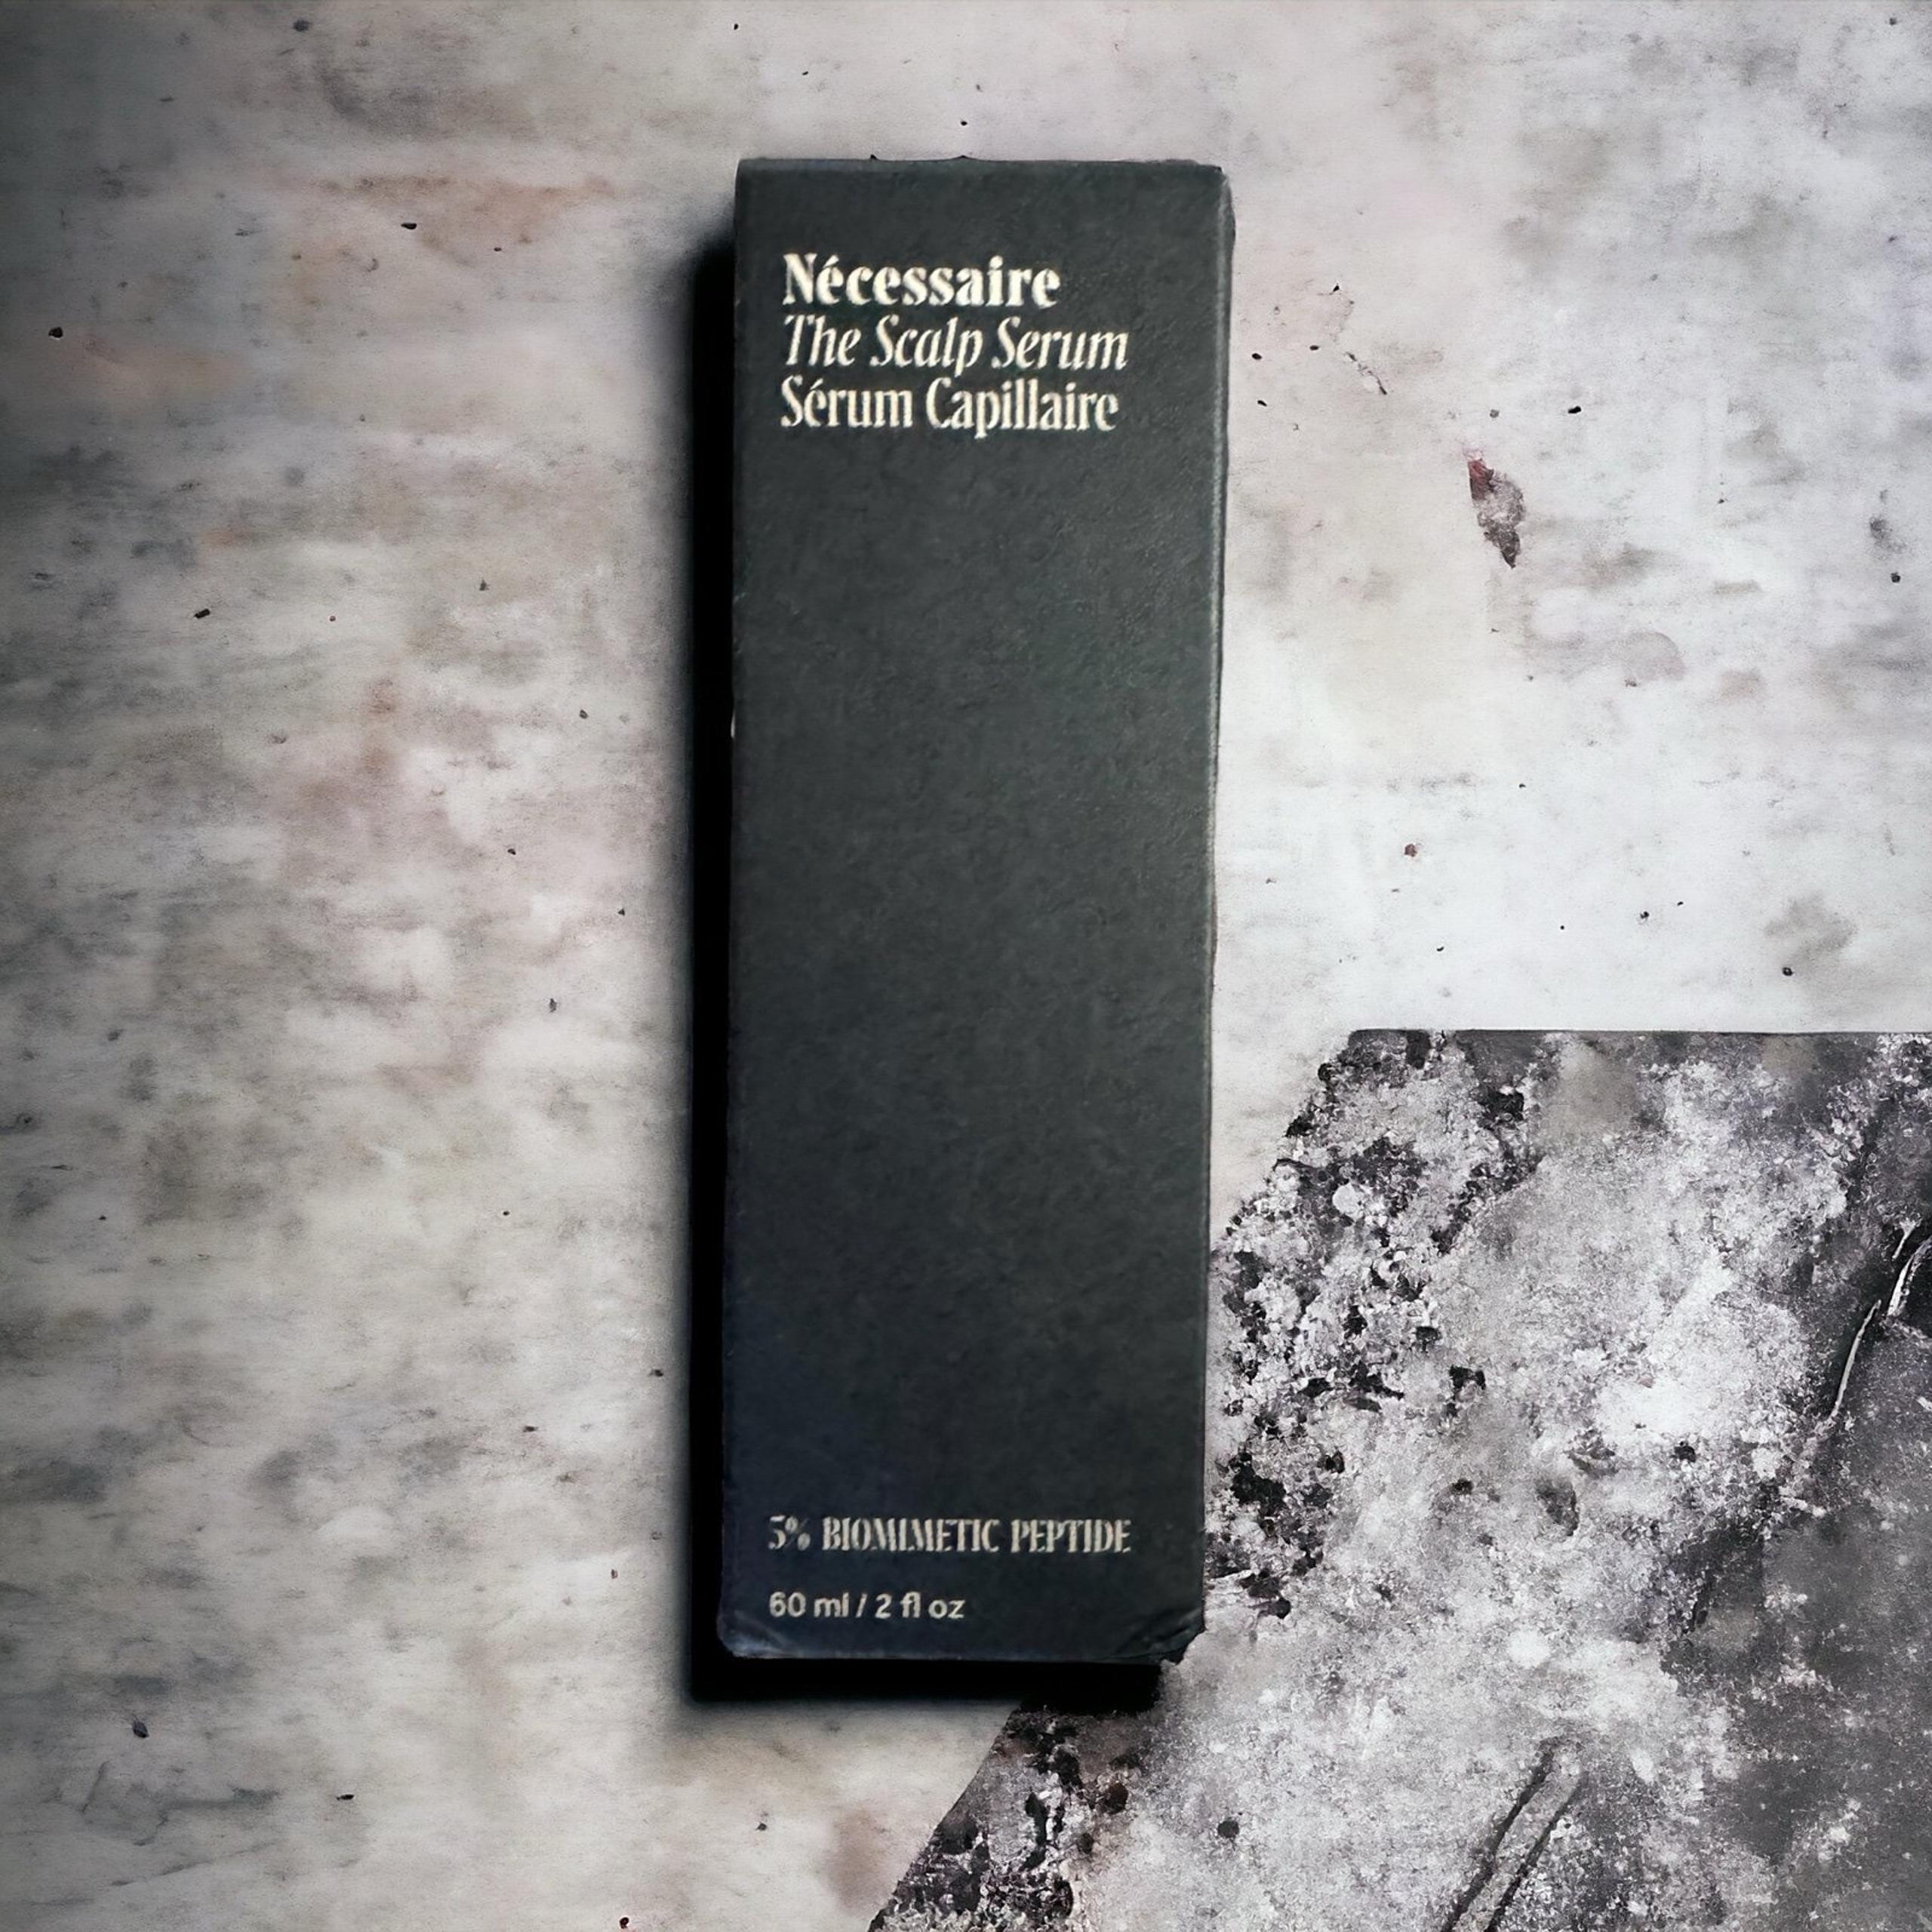 Nécessaire
The Scalp Serum
Sérum Capillaire
5% BIOMIMETIC PEPTIDE
60 ml / 2 fl oz